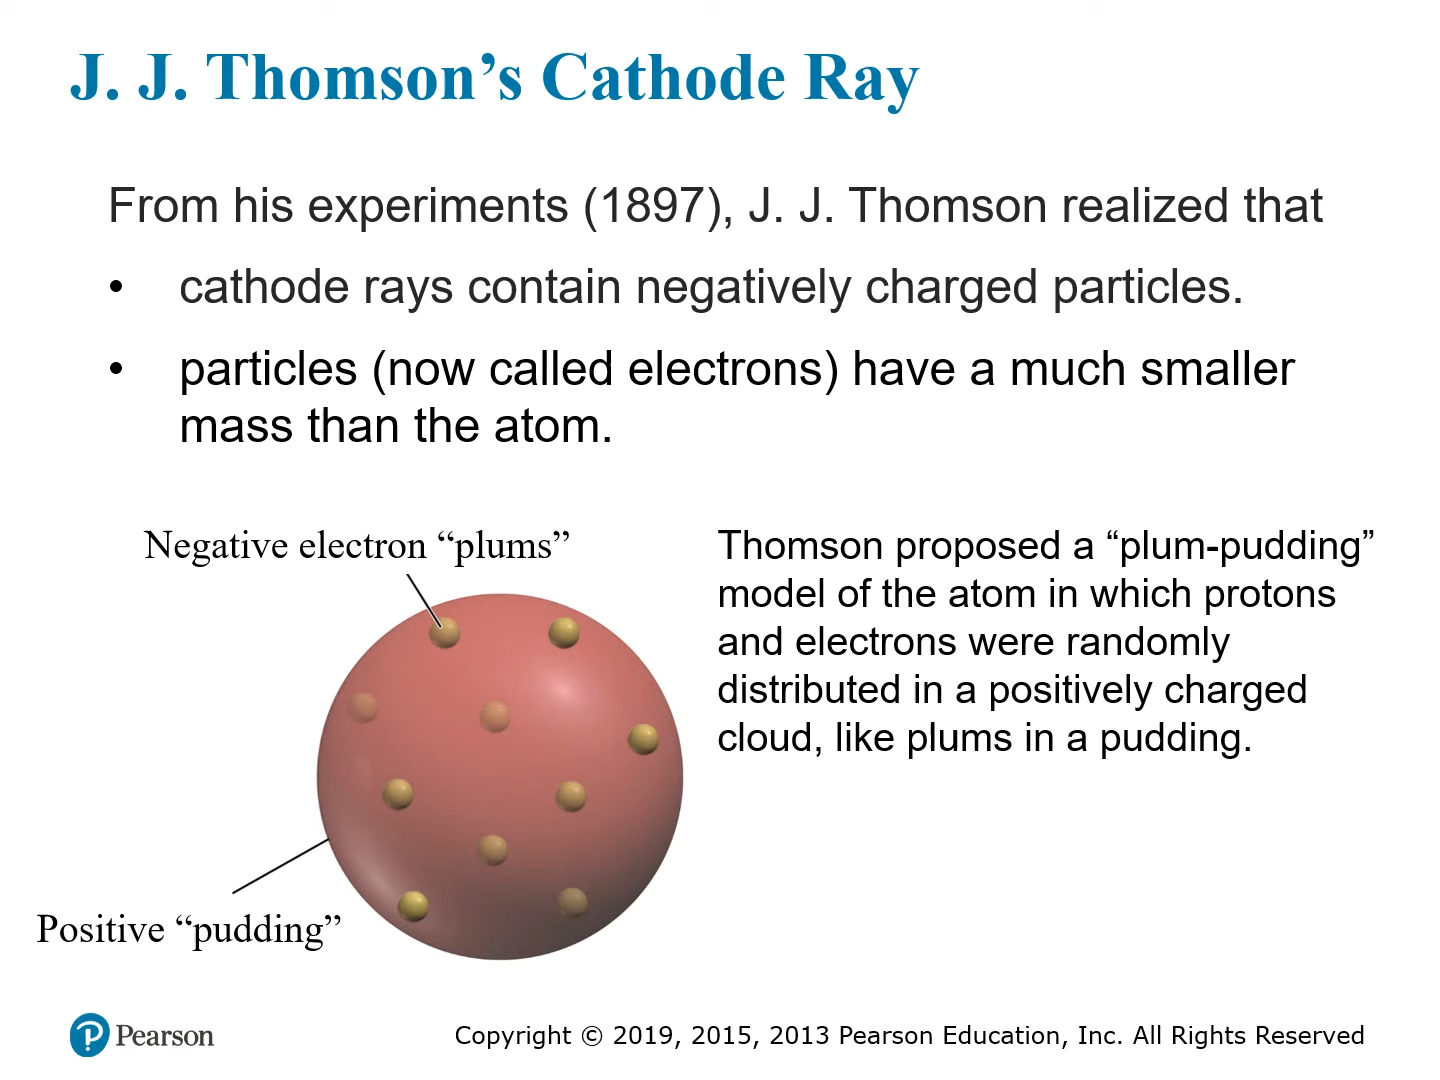 J. J. Thomson’s Cathode Ray
From his experiments (1897), J. J. Thomson realized that
• cathode rays contain negatively charged particles.
• particles (now called electrons) have a much smaller
mass than the atom.
Negative electron “plums”
Positive “pudding”
Thomson proposed a “plum-pudding”
model of the atom in which protons
and electrons were randomly
distributed in a positively charged
cloud, like plums in a pudding.
Pearson
Copyright © 2019, 2015, 2013 Pearson Education, Inc. All Rights Reserved